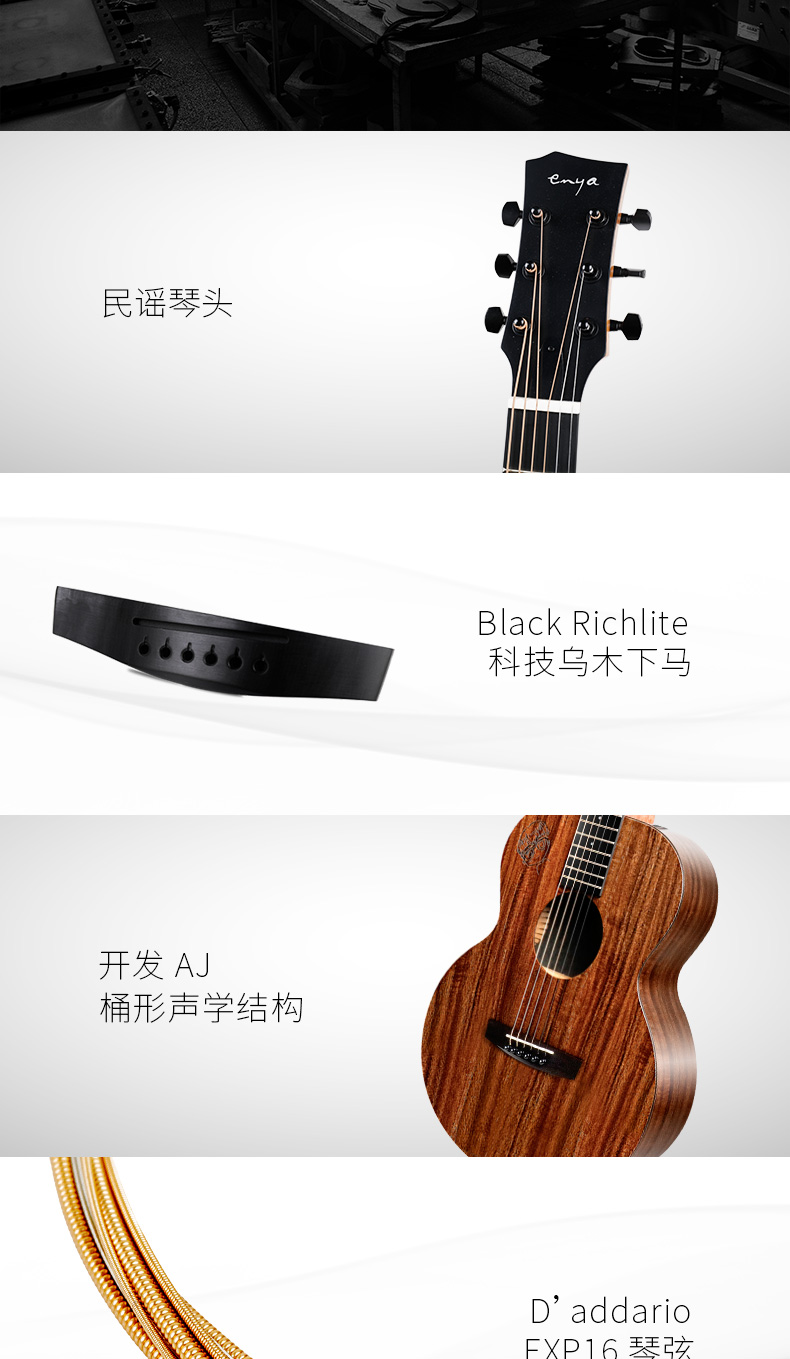 enya
民谣琴头
Black Richlite
科技乌木下马
开发 AJ
桶形声学结构
D’addario
EXP16 琴弦